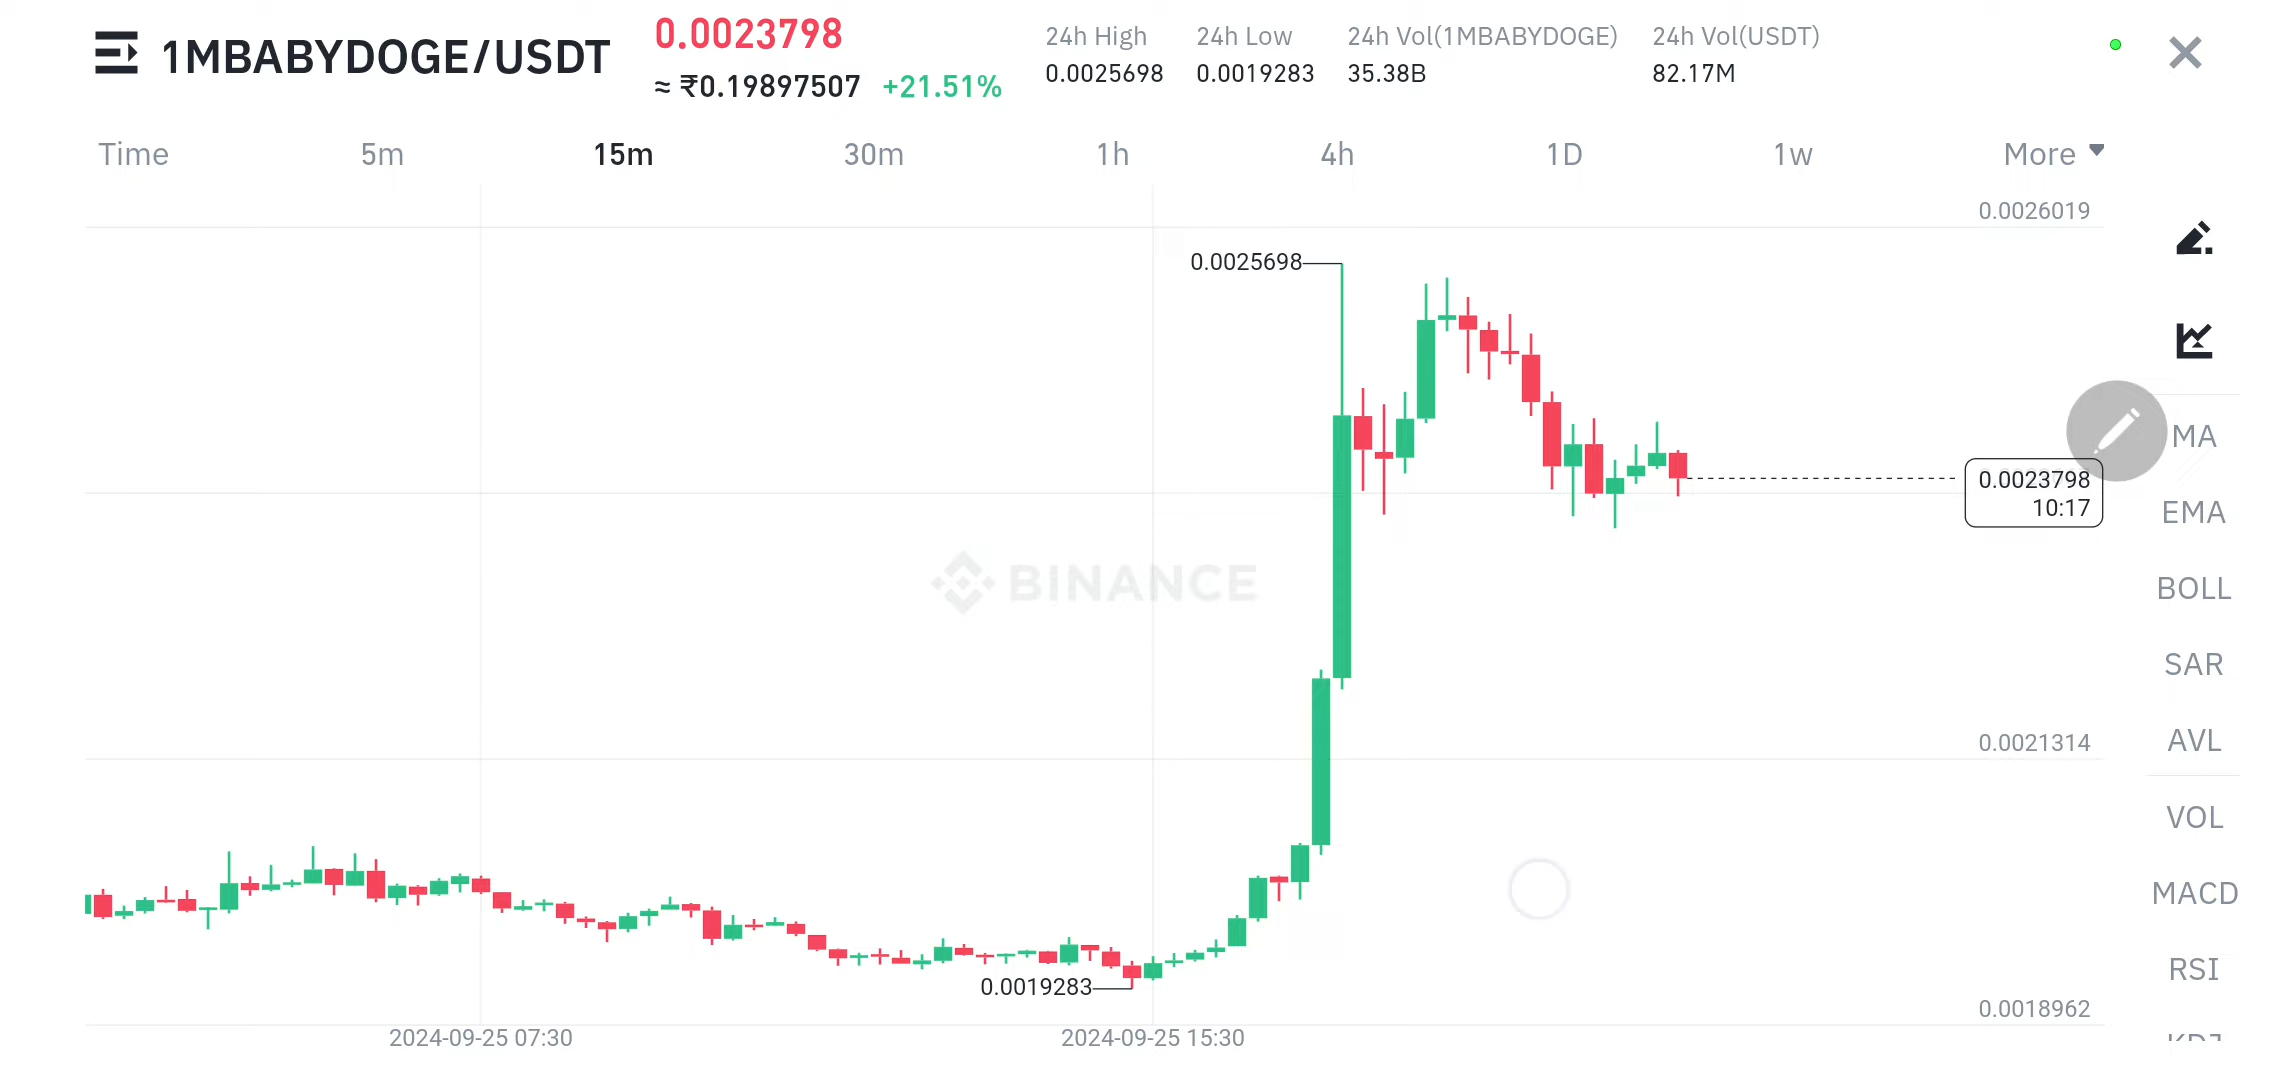 1MBABYDOGE/USDT
0.0023798
≈ ₹0.19897507 +21.51%
24h High
0.0025698
24h Low
0.0019283
24h Vol(1MBABYDOGE)
35.38B
24h Vol(USDT)
82.17M
Time 5m 15m 30m 1h 4h 1D 1w More
0.0026019
0.0025698
MA
0.0023798
10:17
EMA
BINANCE
BOLL
SAR
0.0021314
AVL
VOL
MACD
RSI
0.0019283
0.0018962
2024-09-25 07:30
2024-09-25 15:30